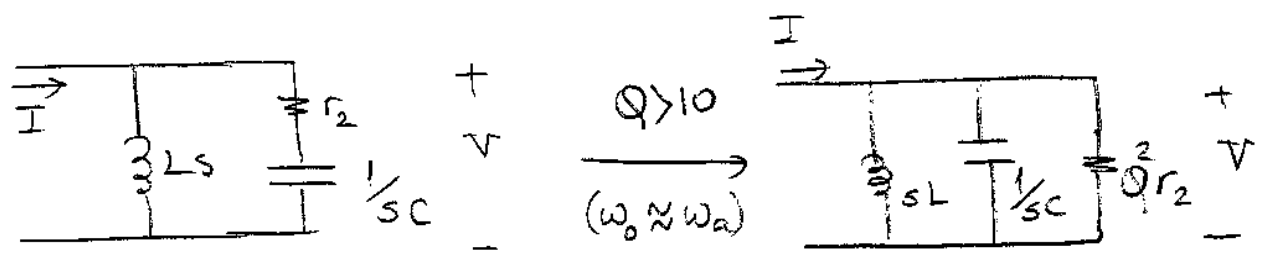 I
r₂
LS
1/SC
+
V
−
Q>10
(ω₀ ≈ ωₐ)
I
sL
1/sC
Q²r₂
+
V
−